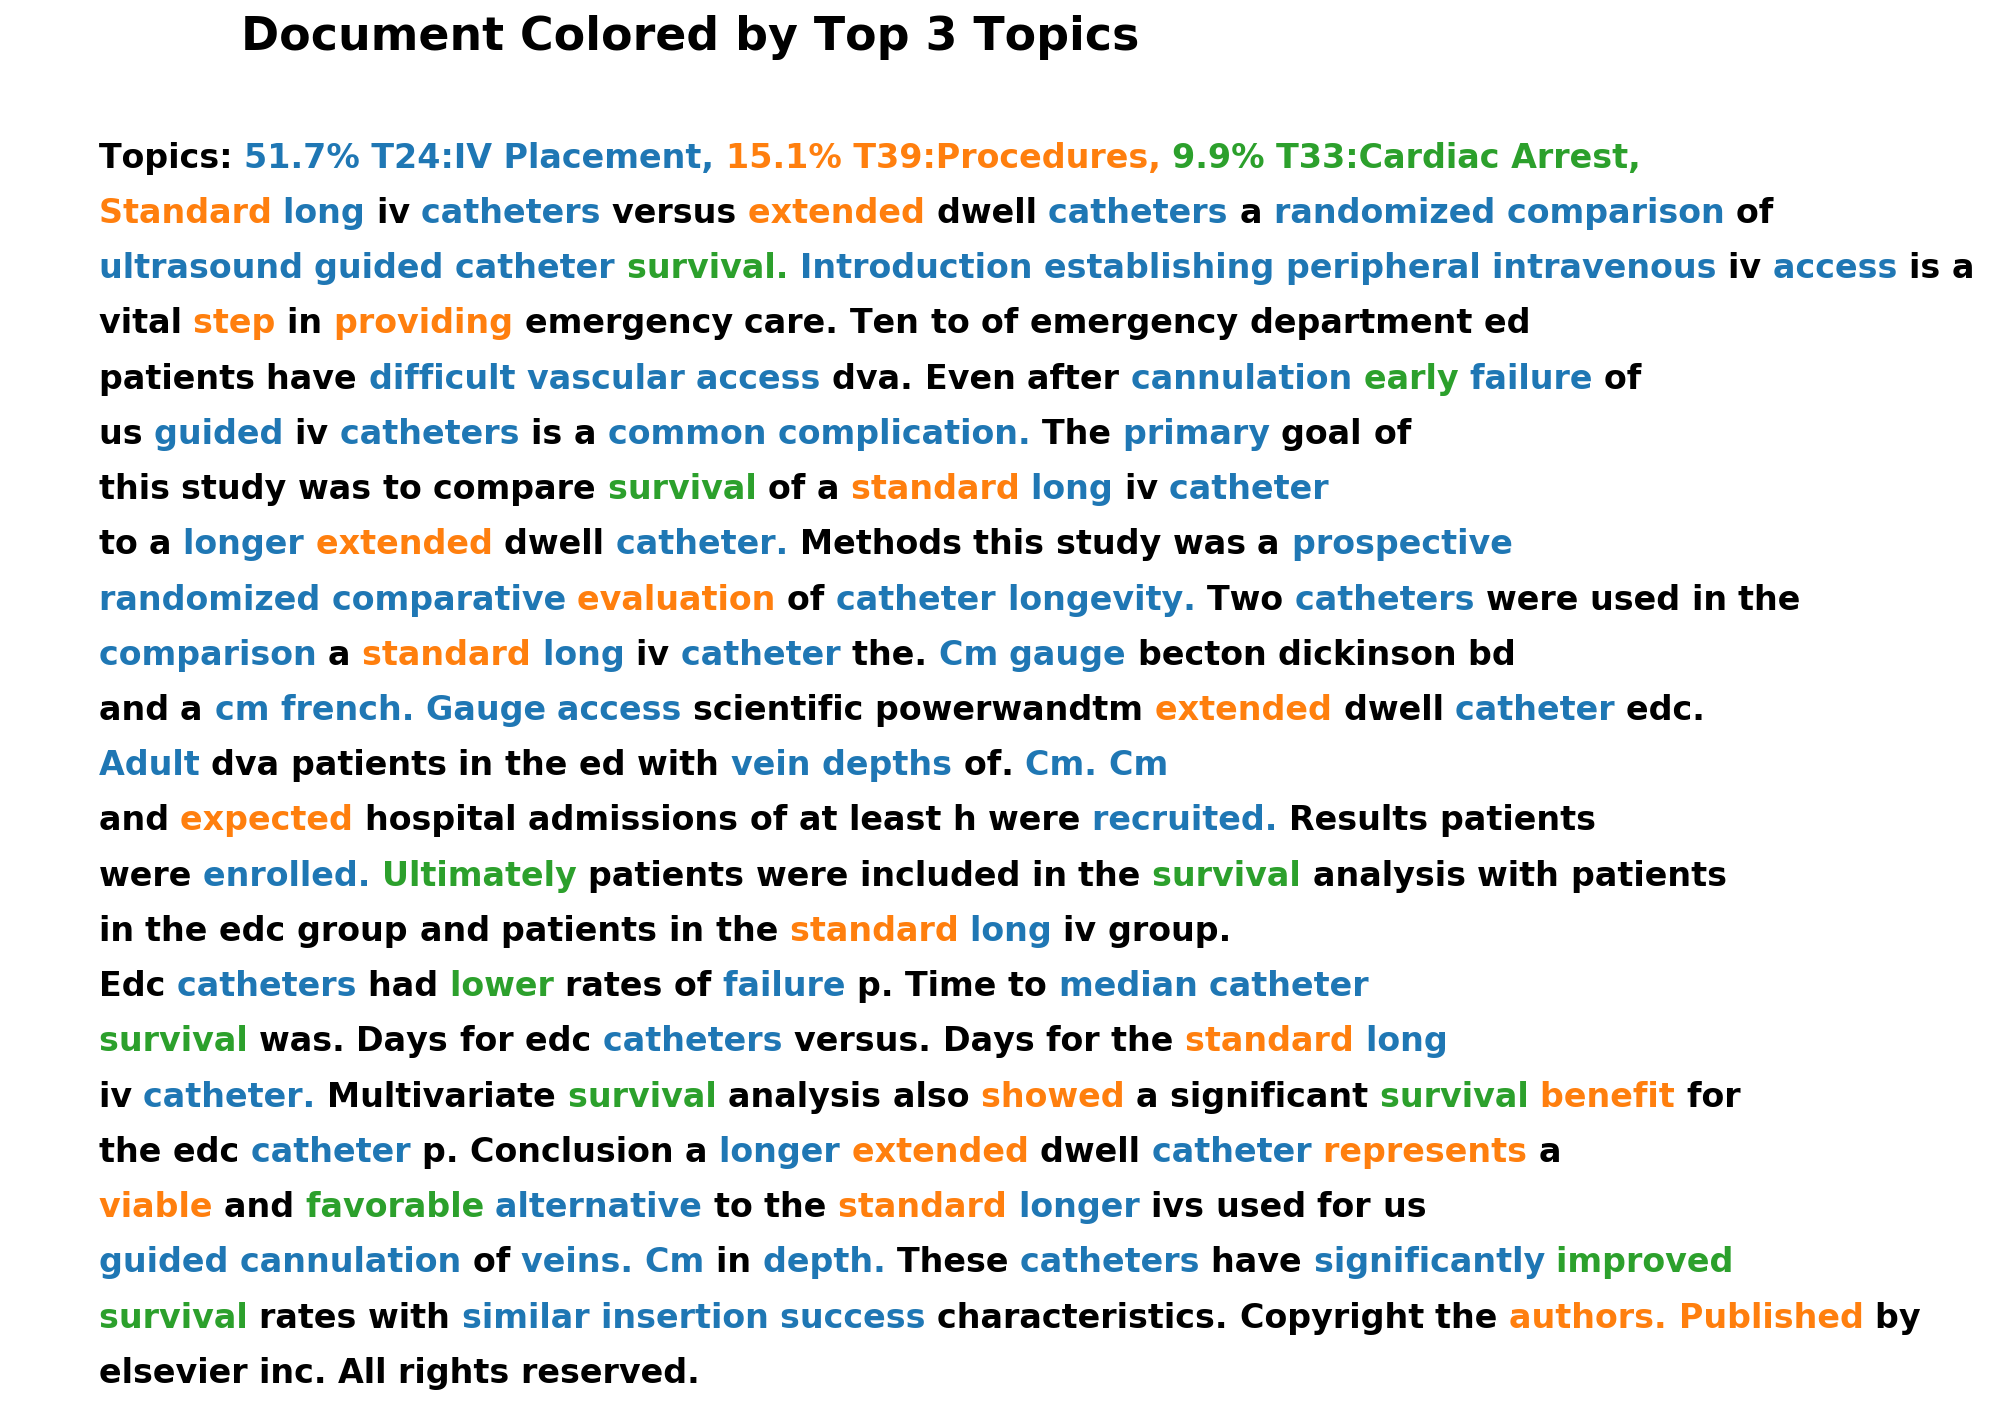 Document Colored by Top 3 Topics
Topics: 51.7% T24:IV Placement, 15.1% T39:Procedures, 9.9% T33:Cardiac Arrest,
Standard long iv catheters versus extended dwell catheters a randomized comparison of
ultrasound guided catheter survival. Introduction establishing peripheral intravenous iv access is a
vital step in providing emergency care. Ten to of emergency department ed
patients have difficult vascular access dva. Even after cannulation early failure of
us guided iv catheters is a common complication. The primary goal of
this study was to compare survival of a standard long iv catheter
to a longer extended dwell catheter. Methods this study was a prospective
randomized comparative evaluation of catheter longevity. Two catheters were used in the
comparison a standard long iv catheter the. Cm gauge becton dickinson bd
and a cm french. Gauge access scientific powerwandtm extended dwell catheter edc.
Adult dva patients in the ed with vein depths of. Cm. Cm
and expected hospital admissions of at least h were recruited. Results patients
were enrolled. Ultimately patients were included in the survival analysis with patients
in the edc group and patients in the standard long iv group.
Edc catheters had lower rates of failure p. Time to median catheter
survival was. Days for edc catheters versus. Days for the standard long
iv catheter. Multivariate survival analysis also showed a significant survival benefit for
the edc catheter p. Conclusion a longer extended dwell catheter represents a
viable and favorable alternative to the standard longer ivs used for us
guided cannulation of veins. Cm in depth. These catheters have significantly improved
survival rates with similar insertion success characteristics. Copyright the authors. Published by
elsevier inc. All rights reserved.